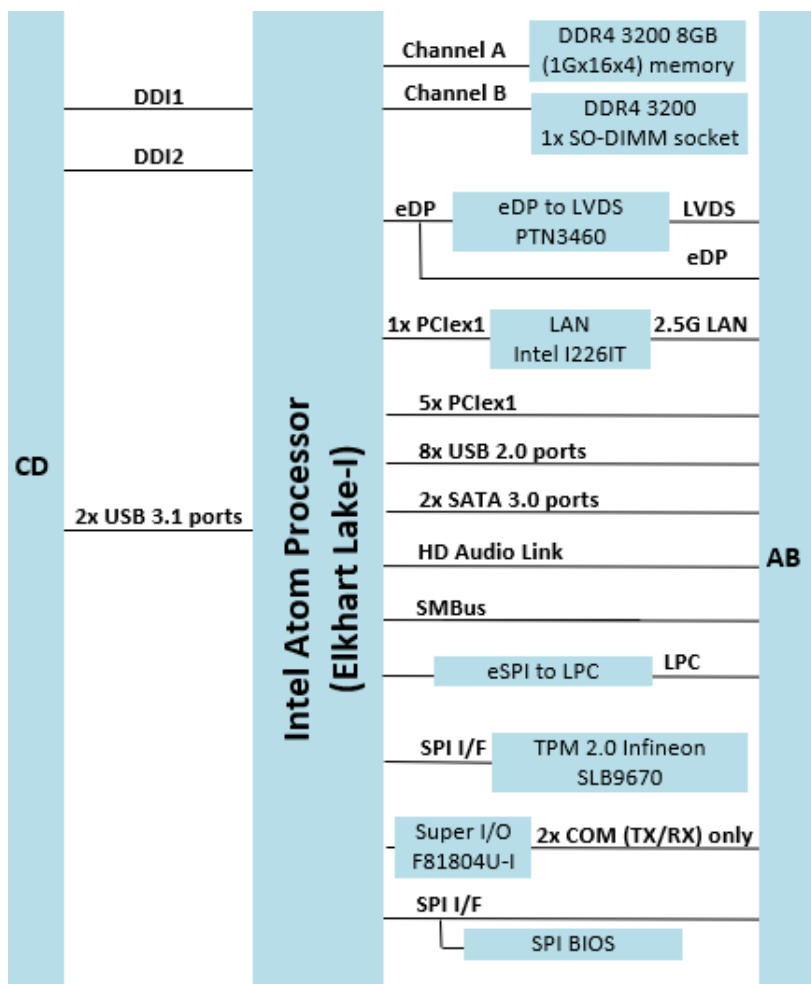 CD
DDI1
DDI2
2x USB 3.1 ports
Intel Atom Processor
(Elkhart Lake-I)
Channel A
DDR4 3200 8GB
(1Gx16x4) memory
Channel B
DDR4 3200
1x SO-DIMM socket
eDP
eDP to LVDS
PTN3460
LVDS
eDP
1x PCIex1
LAN
Intel I226IT
2.5G LAN
5x PCIex1
8x USB 2.0 ports
2x SATA 3.0 ports
HD Audio Link
SMBus
eSPI to LPC
LPC
SPI I/F
TPM 2.0 Infineon
SLB9670
Super I/O
F81804U-I
2x COM (TX/RX) only
SPI I/F
SPI BIOS
AB